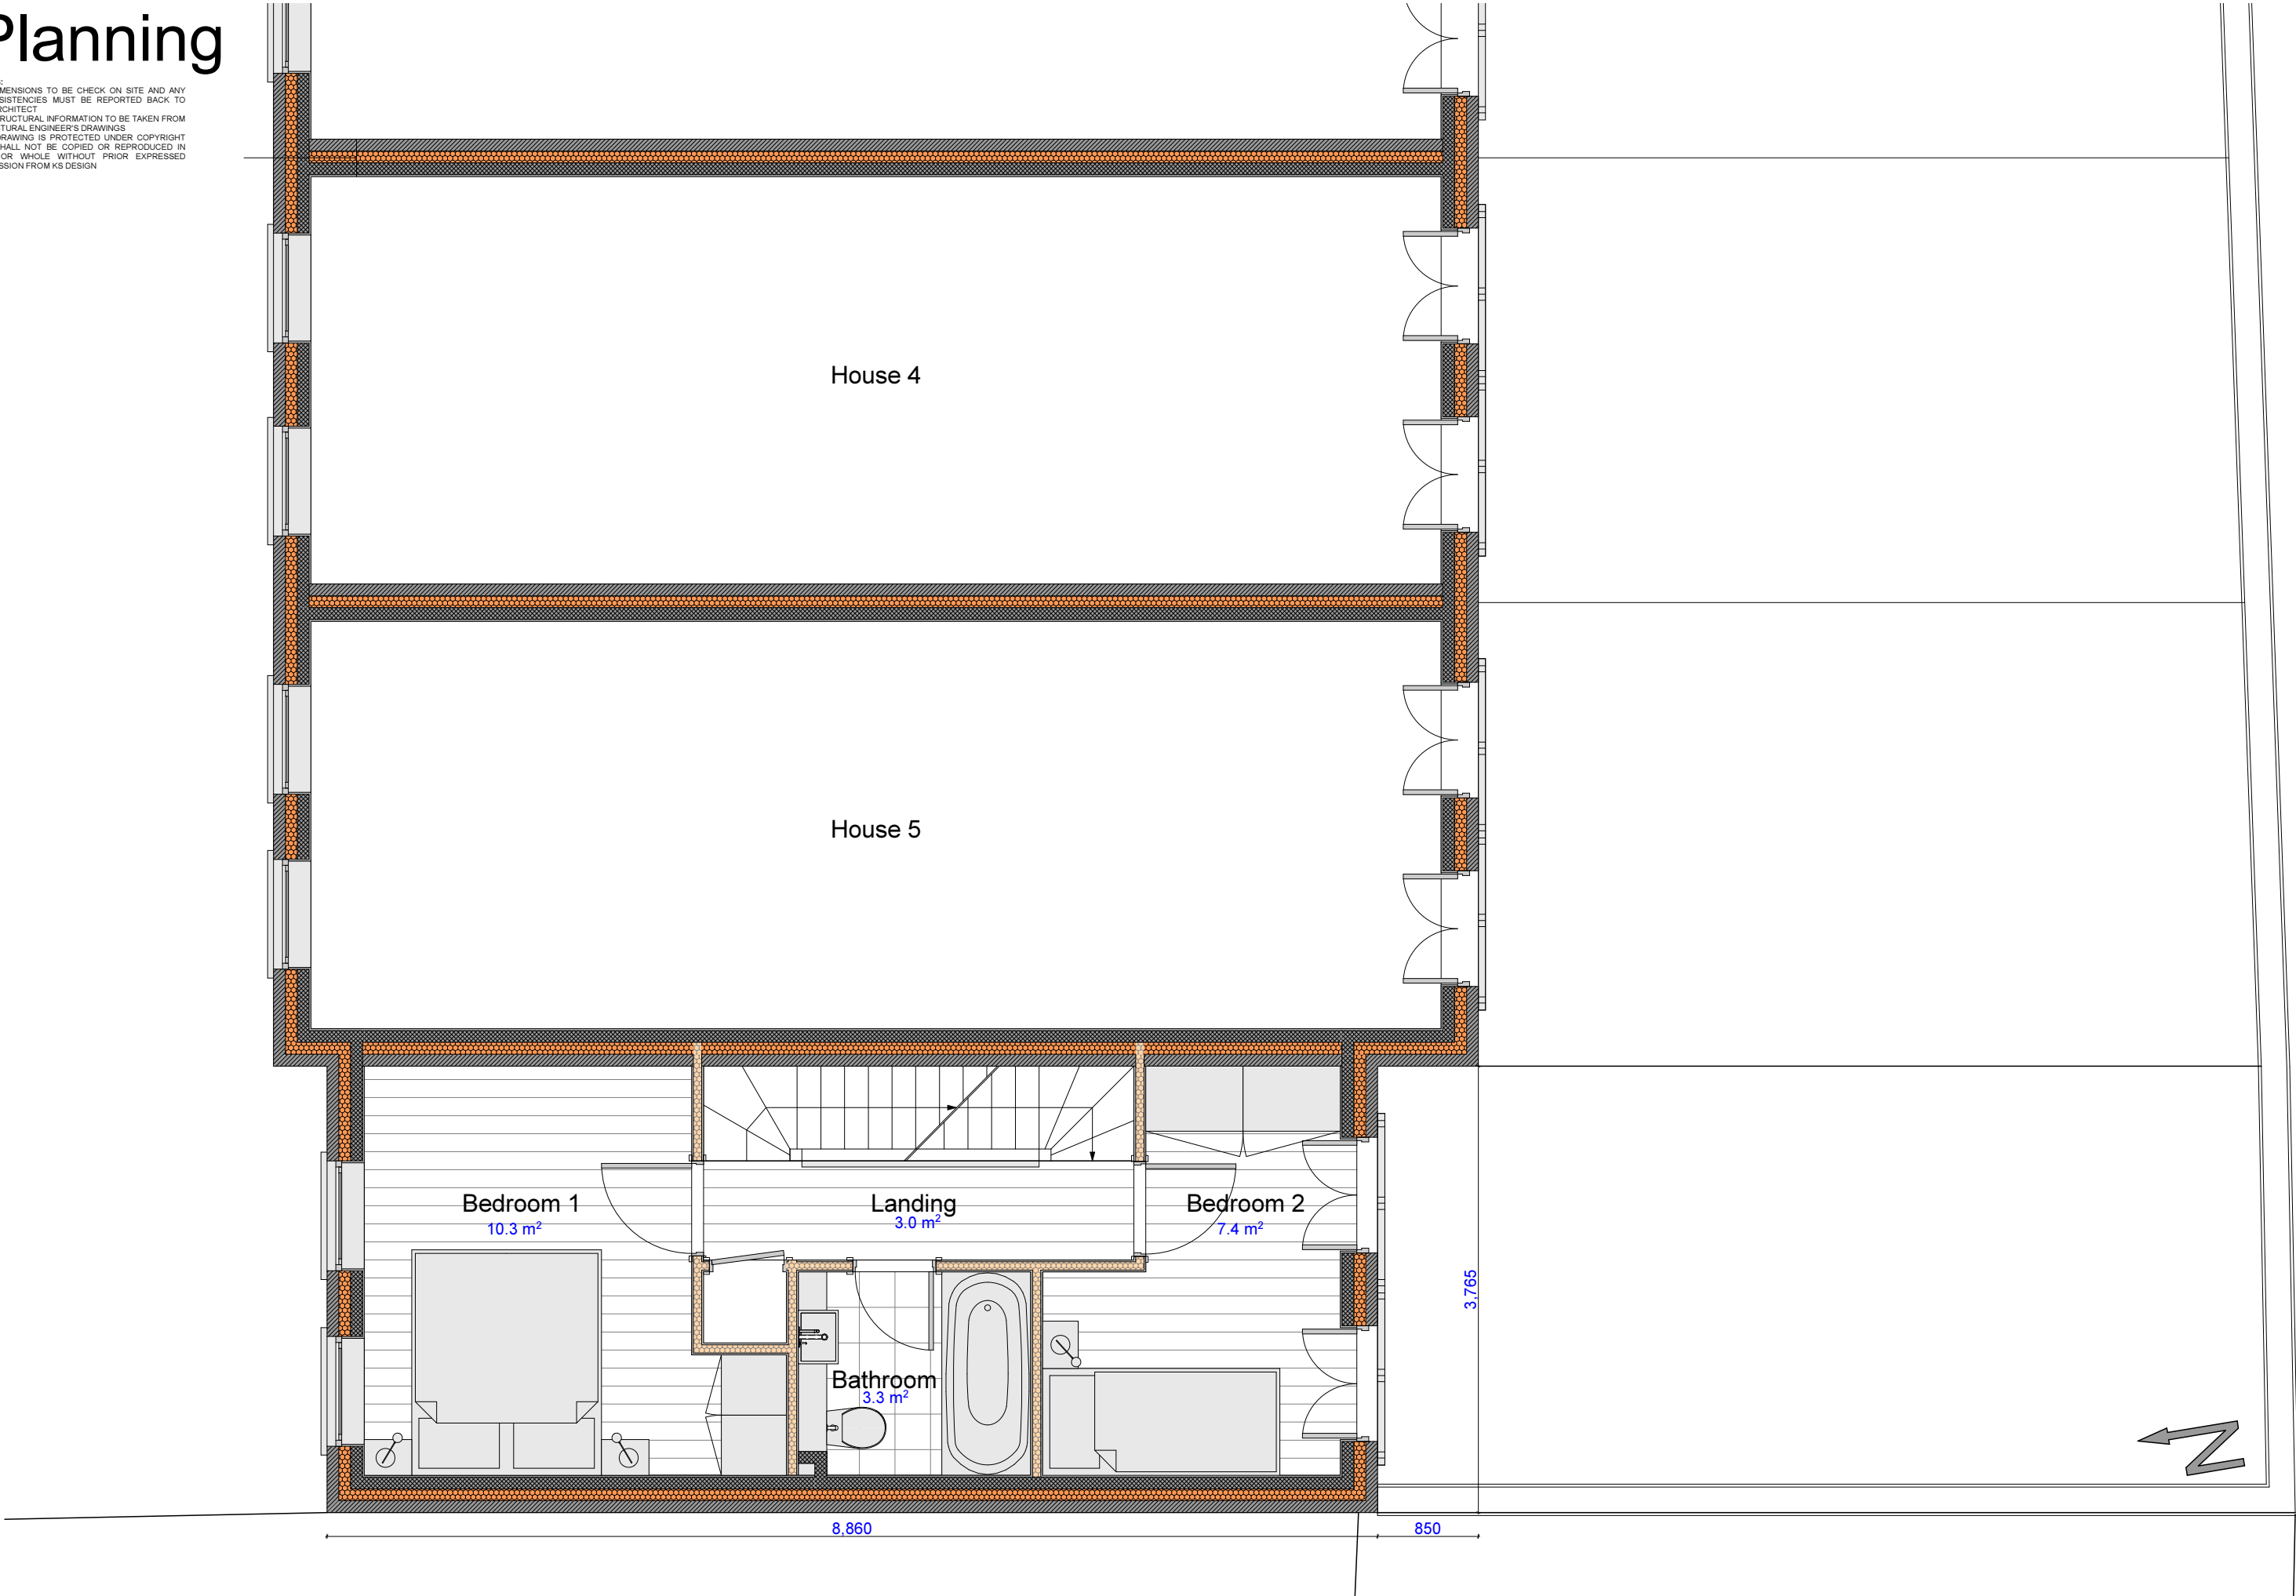 Planning
MENSIONS TO BE CHECK ON SITE AND ANY
SISTENCIES MUST BE REPORTED BACK TO
RCHITECT
RUCTURAL INFORMATION TO BE TAKEN FROM
TURAL ENGINEER'S DRAWINGS
DRAWING IS PROTECTED UNDER COPYRIGHT
HALL NOT BE COPIED OR REPRODUCED IN
OR WHOLE WITHOUT PRIOR EXPRESSED
SSION FROM KS DESIGN
House 4
House 5
Bedroom 1
10.3 m²
Landing
3.0 m²
Bedroom 2
7.4 m²
3,765
Bathroom
3.3 m²
N
8,860
850